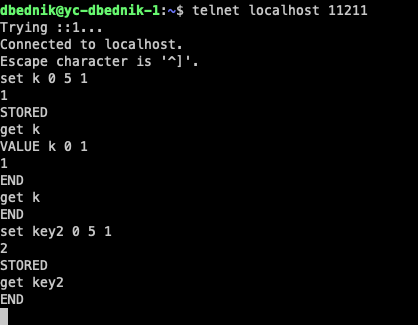 dbednik@yc-dbednik-1:~$ telnet localhost 11211
Trying ::1...
Connected to localhost.
Escape character is '^]'.
set k 0 5 1
1
STORED
get k
VALUE k 0 1
1
END
get k
END
set key2 0 5 1
2
STORED
get key2
END